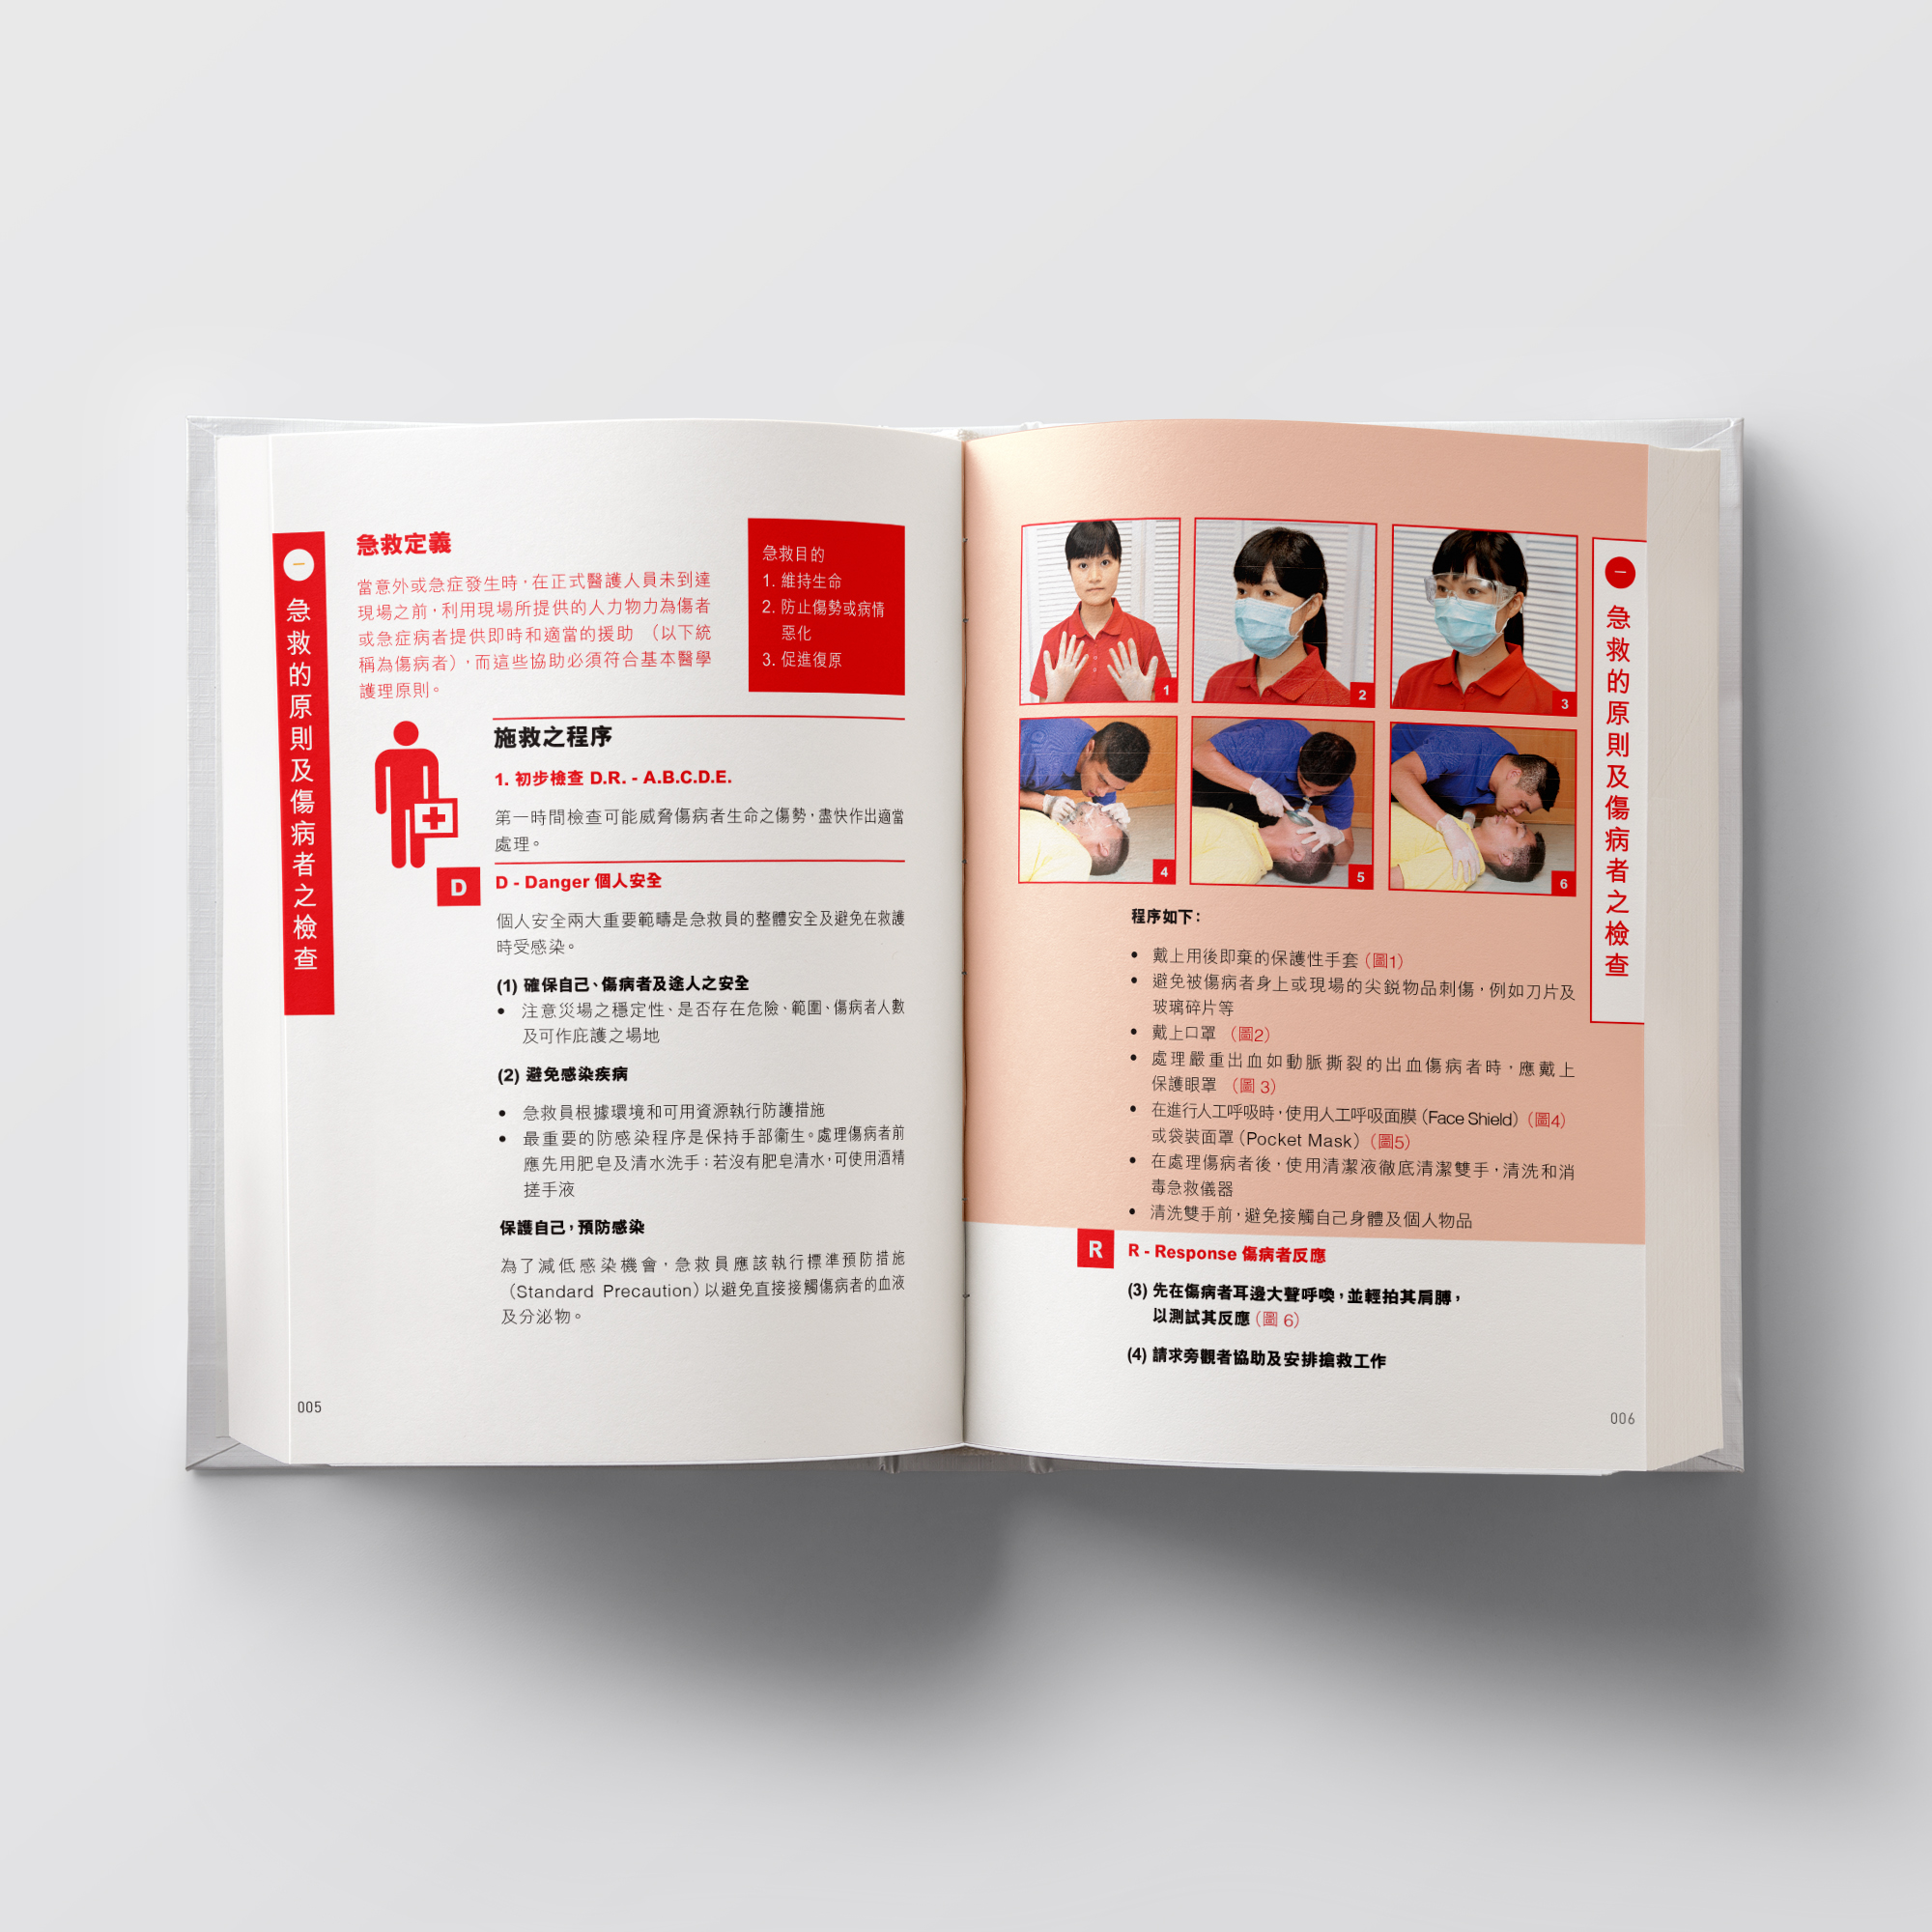 一
急救的原則及傷病者之檢查
急救定義
當意外或急症發生時，在正式醫護人員未到達
現場之前，利用現場所提供的人力物力為傷者
或急症病者提供即時和適當的援助 （以下統
稱為傷病者），而這些協助必須符合基本醫學
護理原則。
急救目的
1. 維持生命
2. 防止傷勢或病情
惡化
3. 促進復原
施救之程序
1. 初步檢查 D.R. - A.B.C.D.E.
第一時間檢查可能威脅傷病者生命之傷勢，盡快作出適當
處理。
D
D - Danger 個人安全
個人安全兩大重要範疇是急救員的整體安全及避免在救護
時受感染。
(1) 確保自己、傷病者及途人之安全
• 注意災場之穩定性、是否存在危險、範圍、傷病者人數
及可作庇護之場地
(2) 避免感染疾病
• 急救員根據環境和可用資源執行防護措施
• 最重要的防感染程序是保持手部衞生。處理傷病者前
應先用肥皂及清水洗手；若沒有肥皂清水，可使用酒精
搓手液
保護自己，預防感染
為了減低感染機會，急救員應該執行標準預防措施
（Standard Precaution）以避免直接接觸傷病者的血液
及分泌物。
005
1
2
3
4
5
6
程序如下：
• 戴上用後即棄的保護性手套（圖1）
• 避免被傷病者身上或現場的尖銳物品刺傷，例如刀片及
玻璃碎片等
• 戴上口罩 （圖2）
• 處理嚴重出血如動脈撕裂的出血傷病者時，應戴上
保護眼罩 （圖 3）
• 在進行人工呼吸時，使用人工呼吸面膜（Face Shield）（圖4）
或袋裝面罩（Pocket Mask）（圖5）
• 在處理傷病者後，使用清潔液徹底清潔雙手，清洗和消
毒急救儀器
• 清洗雙手前，避免接觸自己身體及個人物品
R
R - Response 傷病者反應
(3) 先在傷病者耳邊大聲呼喚，並輕拍其肩膊，
以測試其反應（圖 6）
(4) 請求旁觀者協助及安排搶救工作
一
急救的原則及傷病者之檢查
006